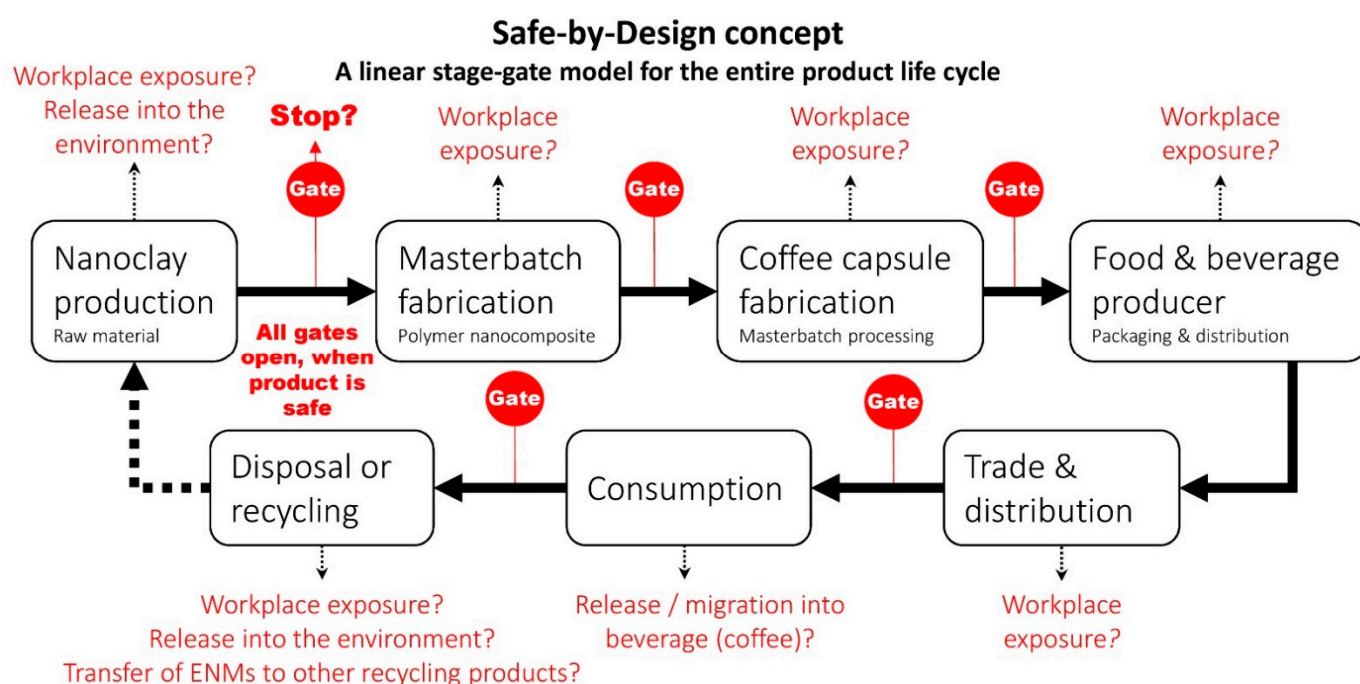 Safe-by-Design concept
A linear stage-gate model for the entire product life cycle
Workplace exposure?
Release into the
environment?
Stop?
Workplace
exposure?
Workplace
exposure?
Workplace
exposure?
Gate
Gate
Gate
Nanoclay
production
Raw material
Masterbatch
fabrication
Polymer nanocomposite
Coffee capsule
fabrication
Masterbatch processing
Food & beverage
producer
Packaging & distribution
All gates
open, when
product is
safe
Gate
Gate
Disposal or
recycling
Consumption
Trade &
distribution
Workplace exposure?
Release into the environment?
Transfer of ENMs to other recycling products?
Release / migration into
beverage (coffee)?
Workplace
exposure?